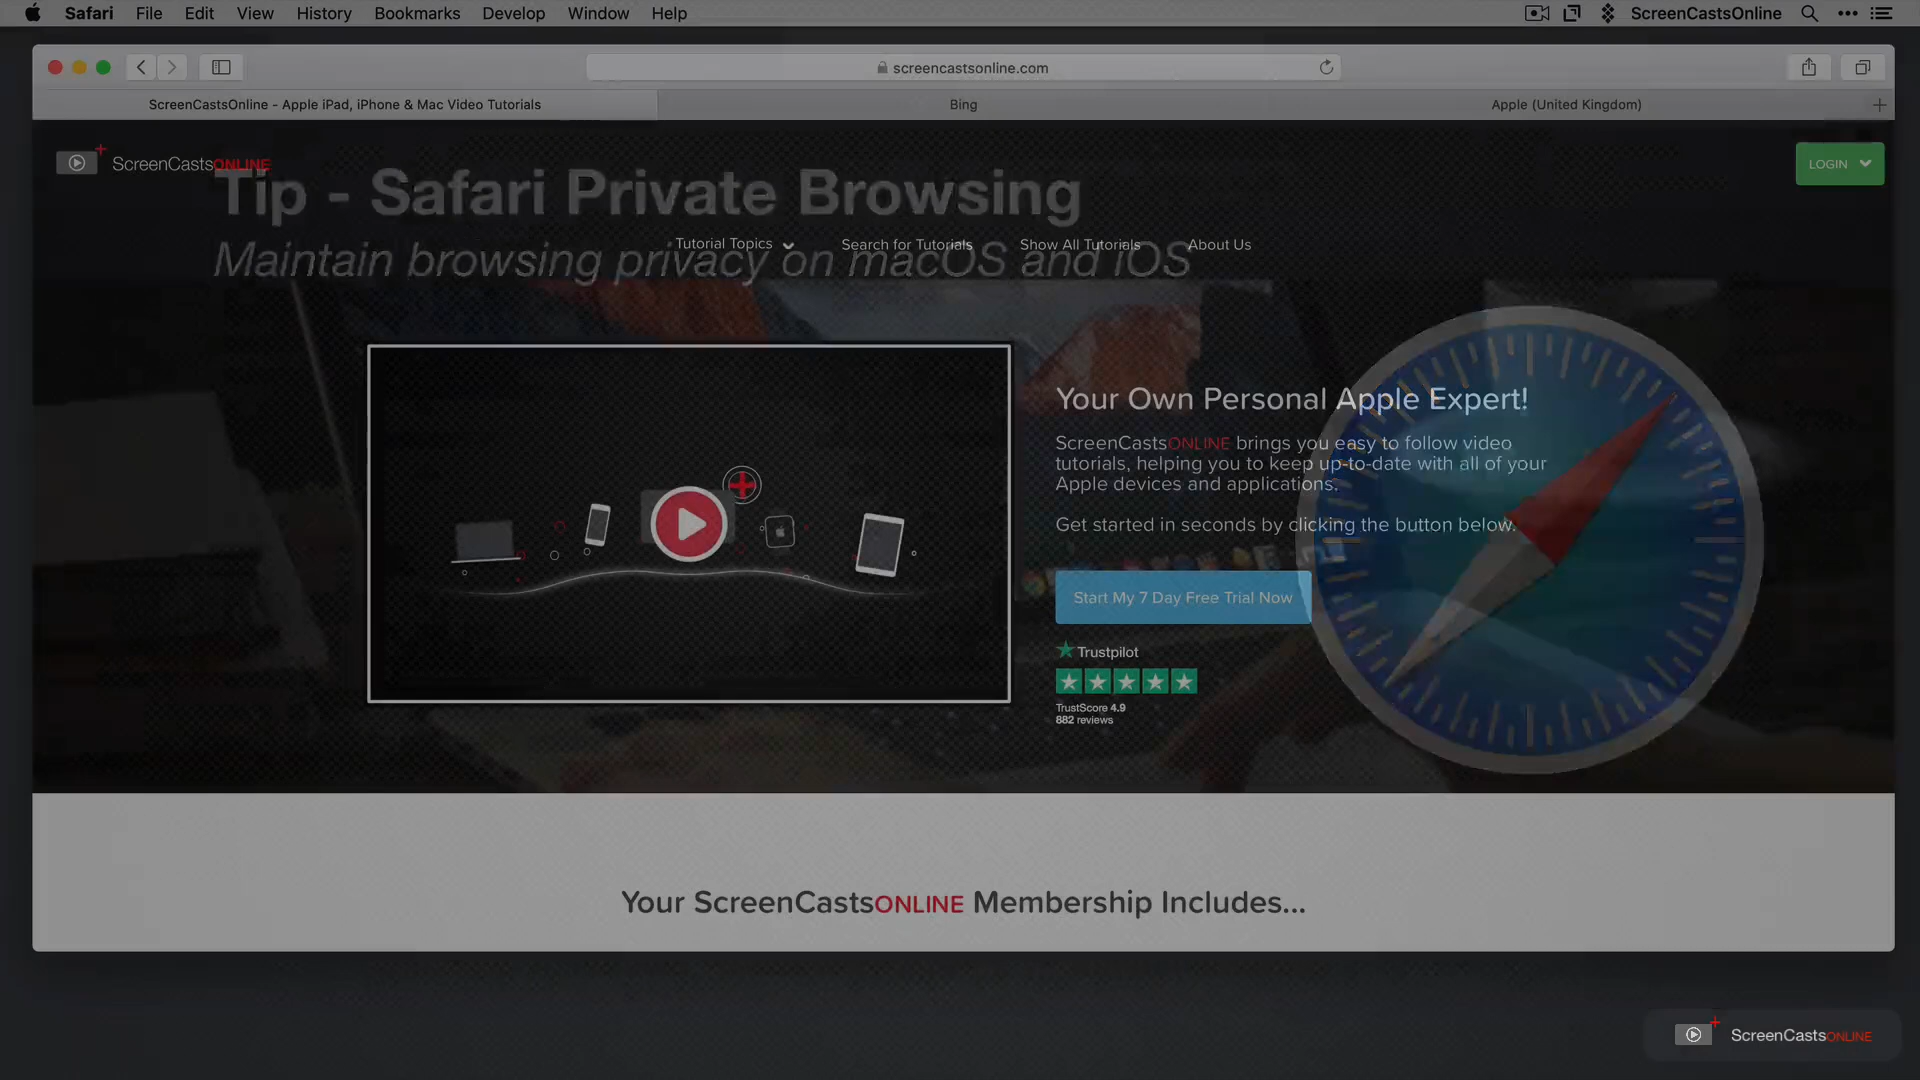 Safari File Edit View History Bookmarks Develop Window Help ScreenCastsOnline
screencastsonline.com
ScreenCastsOnline - Apple iPad, iPhone & Mac Video Tutorials Bing Apple (United Kingdom)
ScreenCastsONLINE
LOGIN
Tip - Safari Private Browsing
Tutorial Topics Search for Tutorials Show All Tutorials About Us
Maintain browsing privacy on macOS and iOS
Your Own Personal Apple Expert!
ScreenCastsONLINE brings you easy to follow video
tutorials, helping you to keep up-to-date with all of your
Apple devices and applications.
Get started in seconds by clicking the button below.
Start My 7 Day Free Trial Now
Trustpilot
TrustScore 4.9
882 reviews
Your ScreenCastsONLINE Membership Includes...
ScreenCastsONLINE